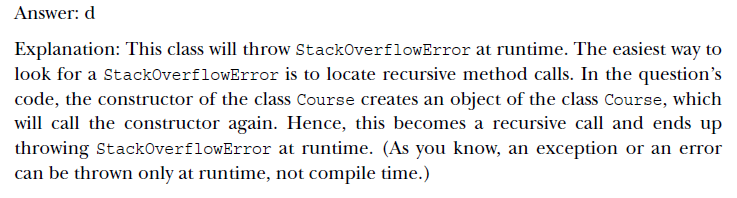 Answer: d
Explanation: This class will throw StackOverflowError at runtime. The easiest way to
look for a StackOverflowError is to locate recursive method calls. In the question's
code, the constructor of the class Course creates an object of the class Course, which
will call the constructor again. Hence, this becomes a recursive call and ends up
throwing StackOverflowError at runtime. (As you know, an exception or an error
can be thrown only at runtime, not compile time.)